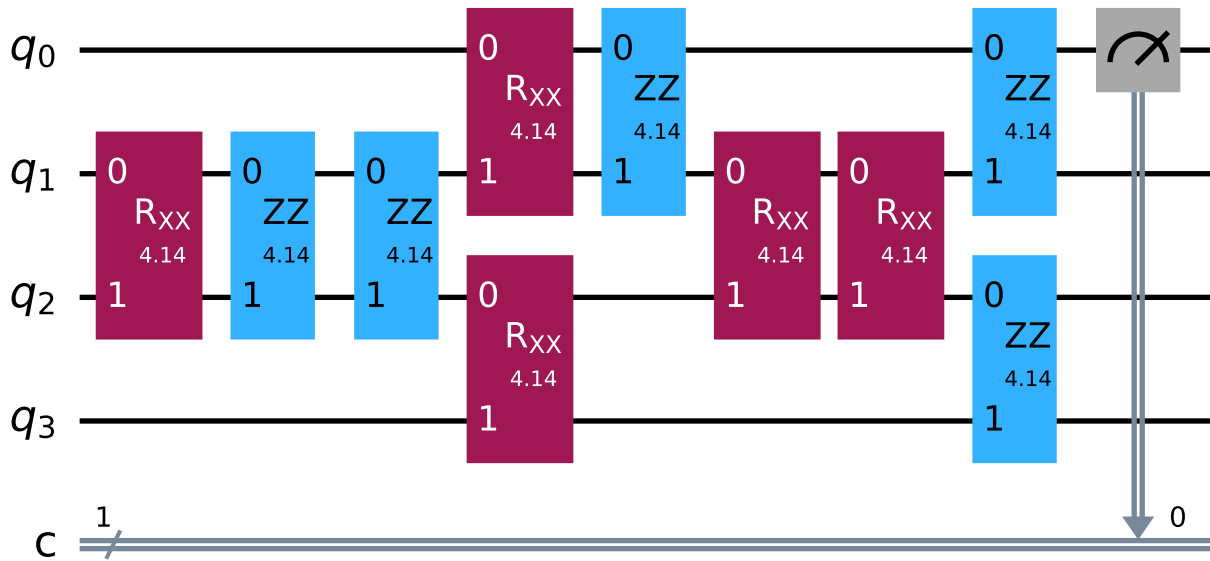 q0 0 0 0
RXX ZZ ZZ
4.14 4.14 4.14
q1 0 0 0 1 1 0 0 1
RXX ZZ ZZ RXX RXX
4.14 4.14 4.14 4.14 4.14
q2 1 1 1 0 1 1 0
RXX ZZ
4.14 4.14
q3 1 1
1 0
c